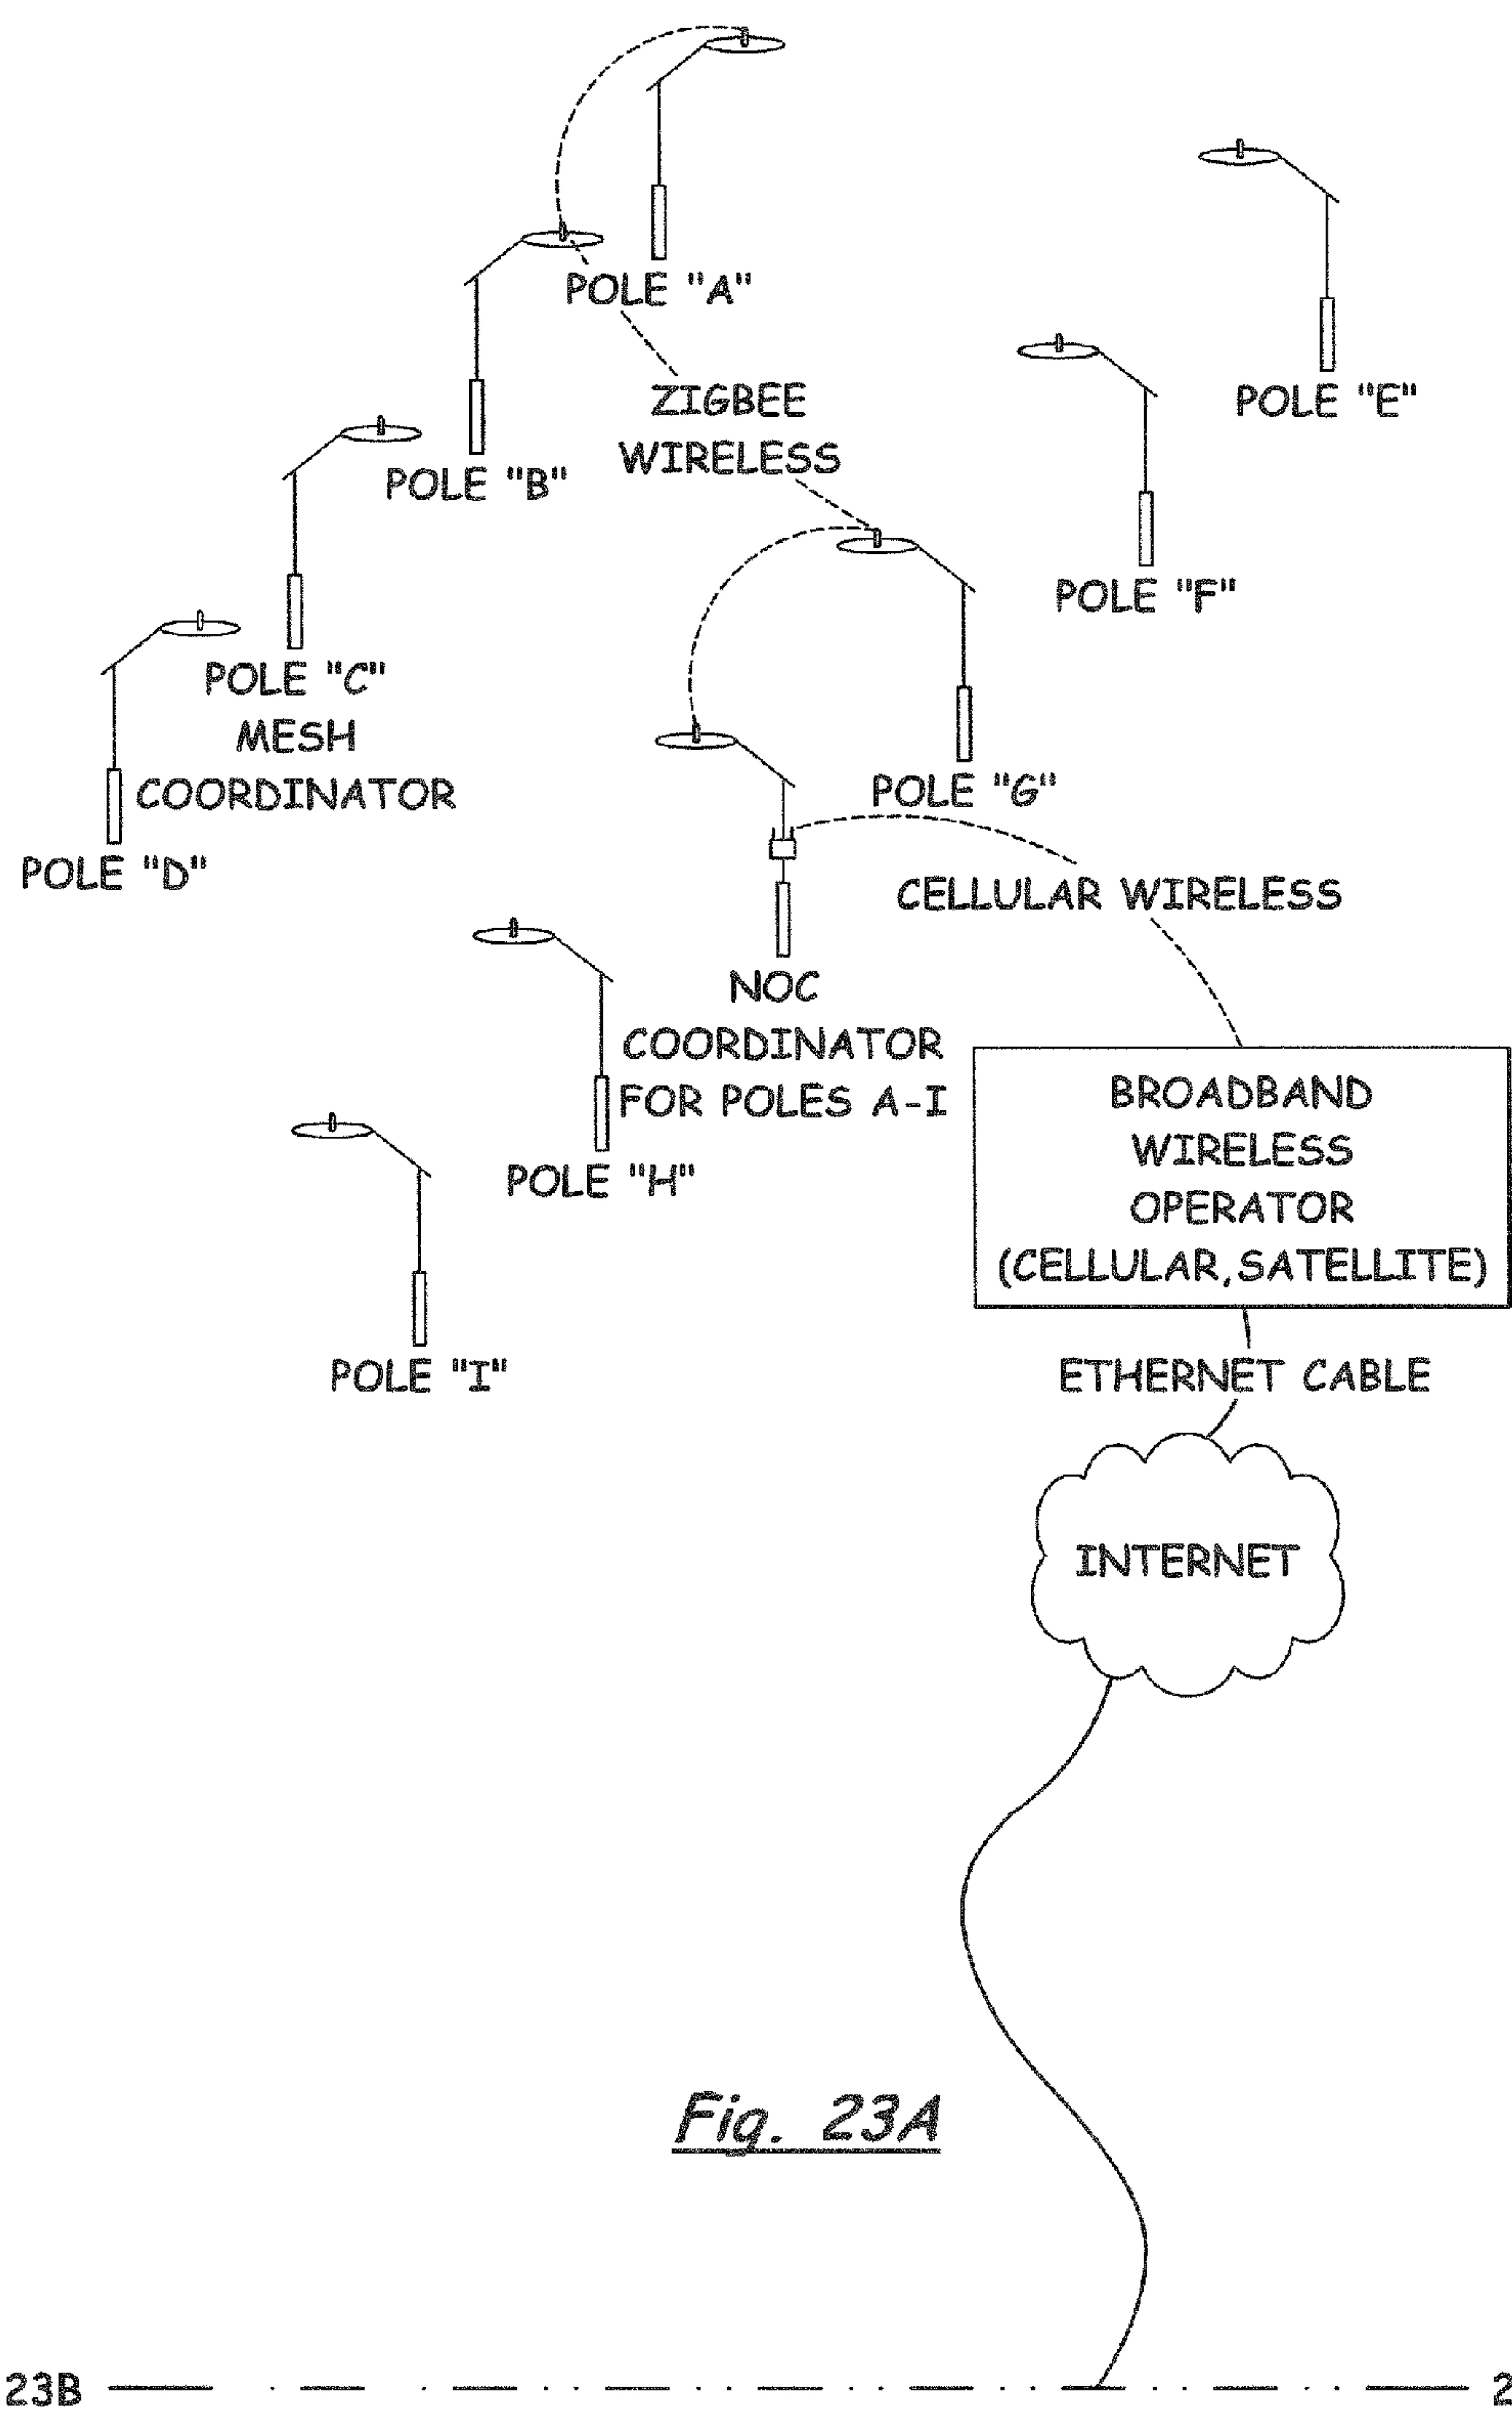 POLE "A"
POLE "E"
ZIGBEE
WIRELESS
POLE "B"
POLE "F"
POLE "C"
MESH
COORDINATOR
POLE "G"
POLE "D"
CELLULAR WIRELESS
NOC
COORDINATOR
FOR POLES A-I
POLE "H"
BROADBAND
WIRELESS
OPERATOR
(CELLULAR,SATELLITE)
POLE "I"
ETHERNET CABLE
INTERNET
Fig. 23A
23B
2